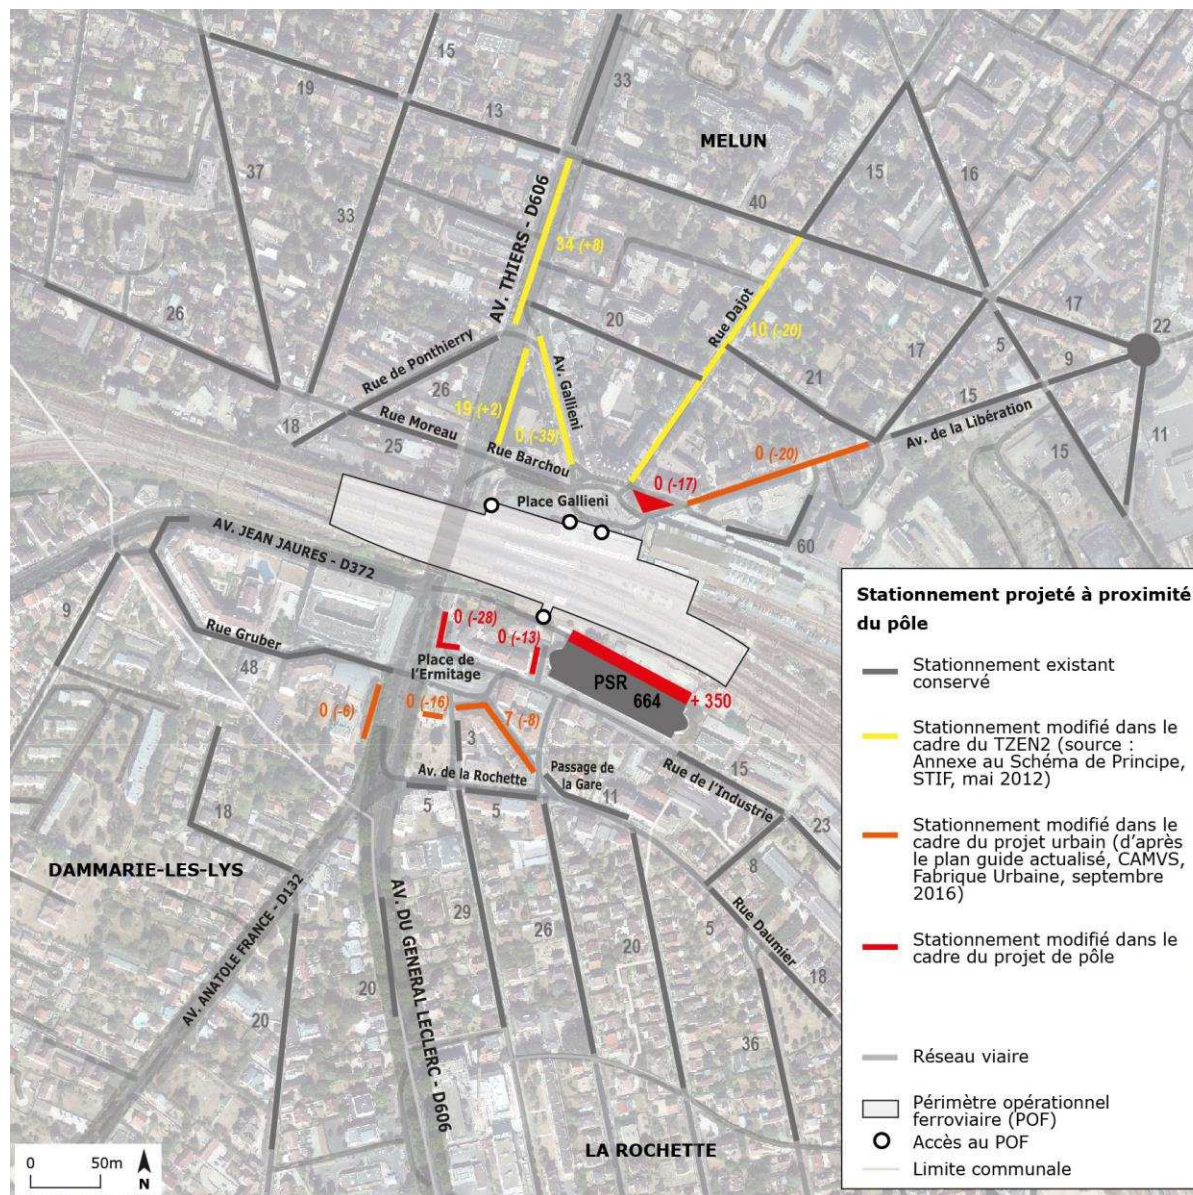 15
33
19
13
MELUN
37
15
16
33
40
AV. THIERS - D606
34 (+8)
26
20
Rue Dajot
10 (-20)
17
22
5
9
17
Rue de Ponthierry
26
Av. Gallieni
21
15
19 (+2)
0 (-35)
Rue Moreau
18
25
Rue Barchou
Av. de la Libération
11
15
0 (-20)
0 (-17)
Place Gallieni
60
AV. JEAN JAURES - D372
9
Rue Gruber
48
0 (-28)
0 (-13)
Place de
l'Ermitage
PSR
664
+ 350
0 (-6)
0 (-16)
7 (-8)
3
Av. de la Rochette
Passage de
la Gare
Rue de l'Industrie
15
5
5
11
23
18
8
DAMMARIE-LES-LYS
AV. ANATOLE FRANCE - D132
29
26
20
5
Rue Daumier
18
20
20
AV. DU GENERAL LECLERC - D606
36
LA ROCHETTE
0 50m
N
Stationnement projeté à proximité
du pôle
Stationnement existant
conservé
Stationnement modifié dans le
cadre du TZEN2 (source :
Annexe au Schéma de Principe,
STIF, mai 2012)
Stationnement modifié dans le
cadre du projet urbain (d'après
le plan guide actualisé, CAMVS,
Fabrique Urbaine, septembre
2016)
Stationnement modifié dans le
cadre du projet de pôle
Réseau viaire
Périmètre opérationnel
ferroviaire (POF)
Accès au POF
Limite communale